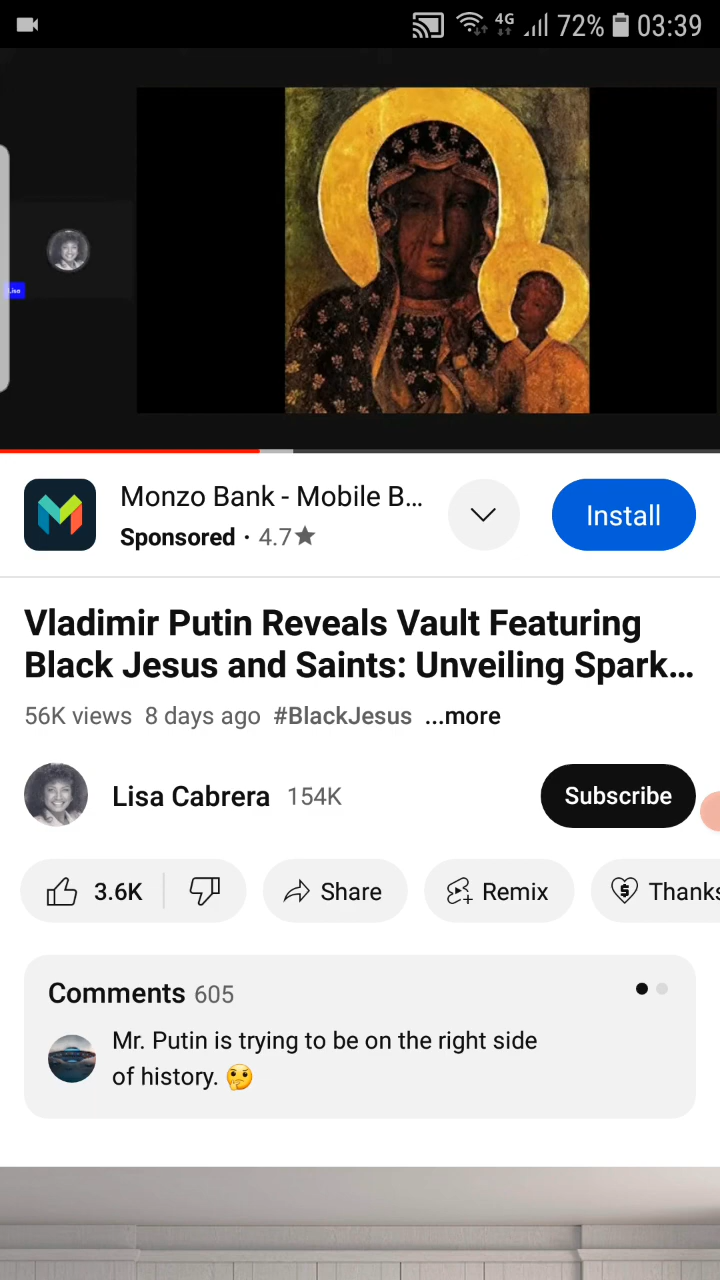 4G 72% 03:39
Lisa
Monzo Bank - Mobile B...
Sponsored · 4.7★
Install
Vladimir Putin Reveals Vault Featuring
Black Jesus and Saints: Unveiling Spark...
56K views 8 days ago #BlackJesus ...more
Lisa Cabrera 154K
Subscribe
3.6K
Share
Remix
Thanks
Comments 605
Mr. Putin is trying to be on the right side
of history. 🤔